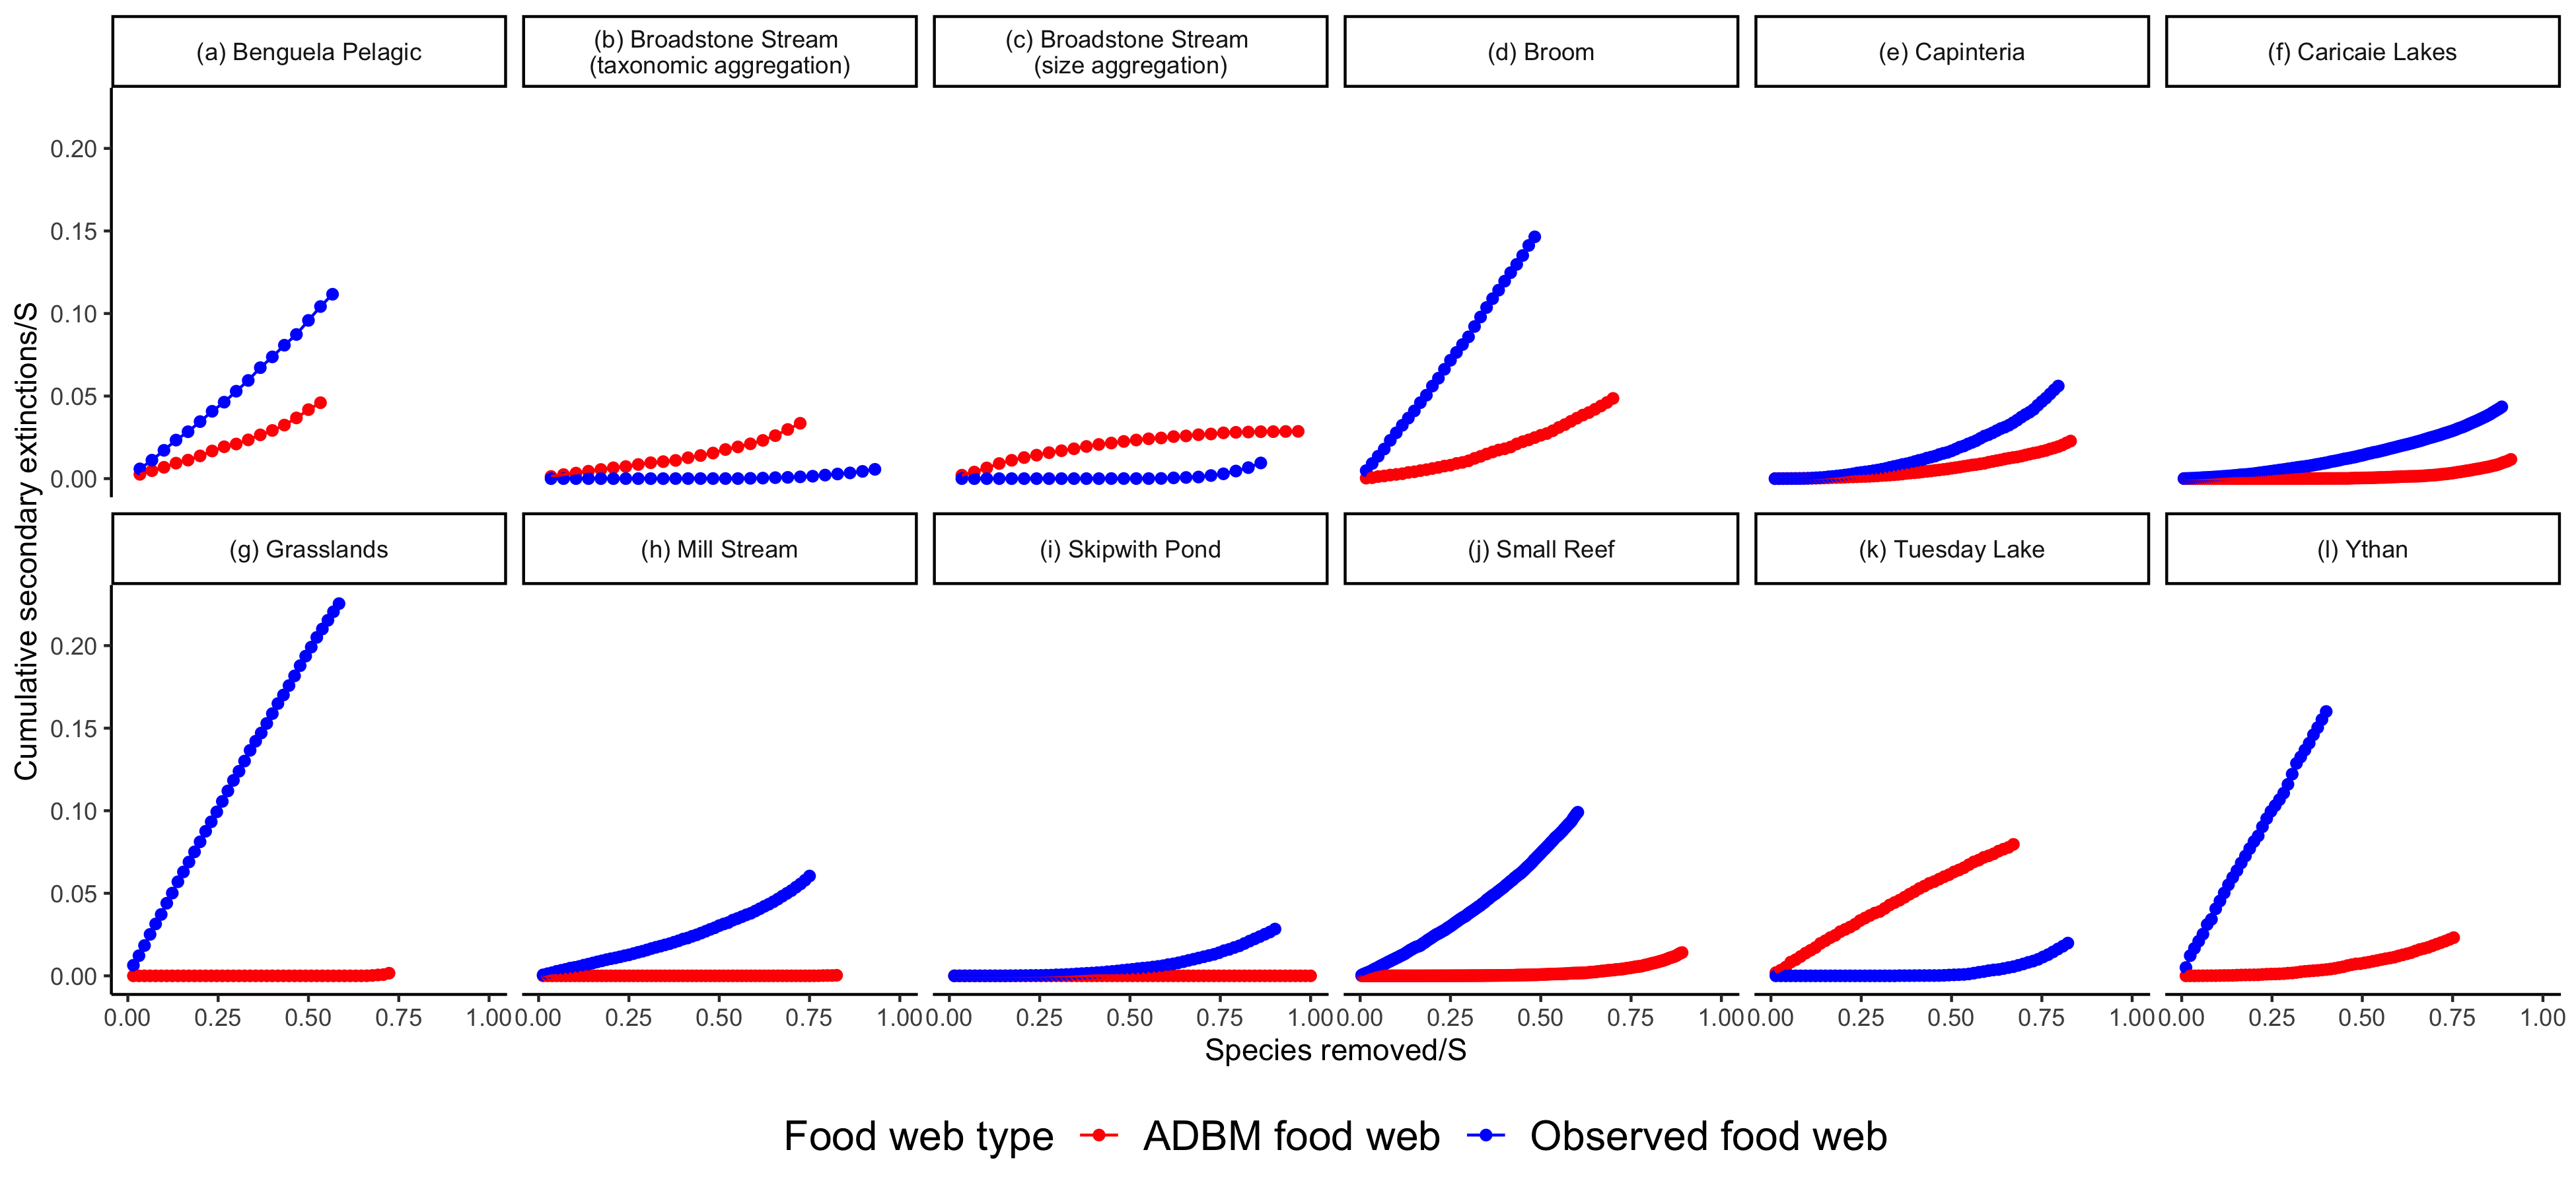 (a) Benguela Pelagic
(b) Broadstone Stream
(taxonomic aggregation)
(c) Broadstone Stream
(size aggregation)
(d) Broom
(e) Capinteria
(f) Caricaie Lakes
0.20
0.15
0.10
0.05
0.00
Cumulative secondary extinctions/S
(g) Grasslands
(h) Mill Stream
(i) Skipwith Pond
(j) Small Reef
(k) Tuesday Lake
(l) Ythan
0.20
0.15
0.10
0.05
0.00
0.00 0.25 0.50 0.75 1.00
0.00 0.25 0.50 0.75 1.00
0.00 0.25 0.50 0.75 1.00
0.00 0.25 0.50 0.75 1.00
0.00 0.25 0.50 0.75 1.00
0.00 0.25 0.50 0.75 1.00
Species removed/S
Food web type ADBM food web Observed food web